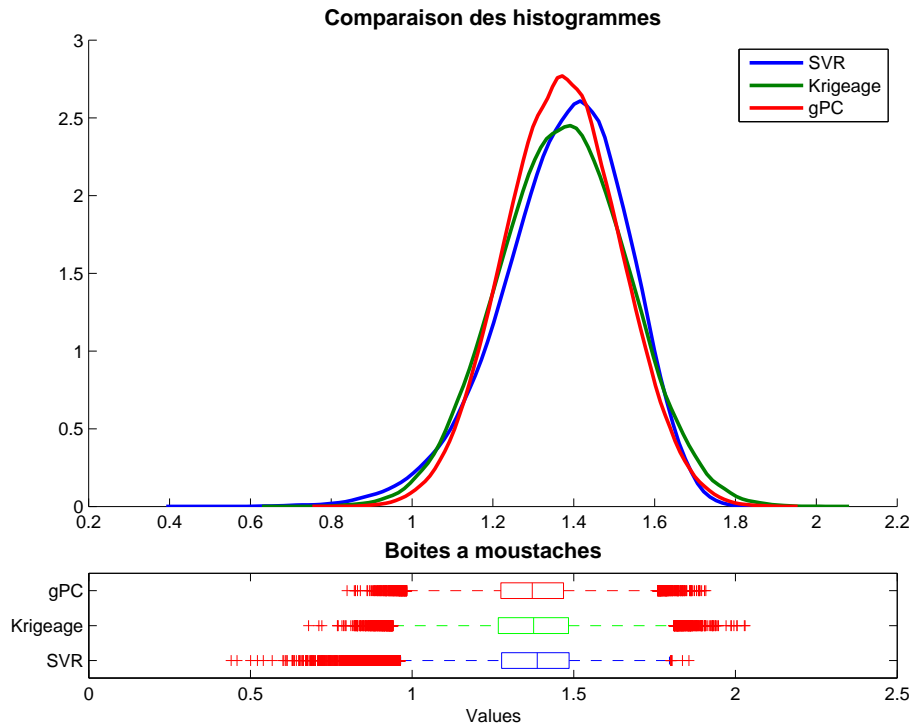 Comparaison des histogrammes
3
2.5
2
1.5
1
0.5
0
0.2 0.4 0.6 0.8 1 1.2 1.4 1.6 1.8 2 2.2
SVR
Krigeage
gPC
Boites a moustaches
gPC
Krigeage
SVR
0 0.5 1 1.5 2 2.5
Values